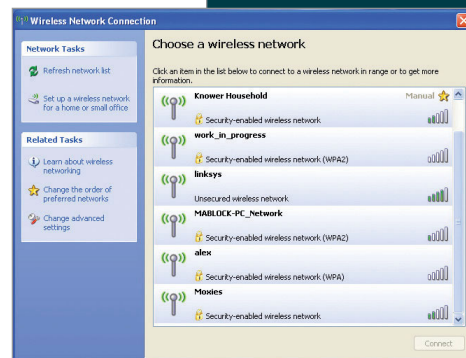 Wireless Network Connection
Network Tasks
Refresh network list
Set up a wireless network
for a home or small office
Related Tasks
Learn about wireless
networking
Change the order of
preferred networks
Change advanced
settings
Choose a wireless network
Click an item in the list below to connect to a wireless network in range or to get more
information.
Knower Household
Manual
Security-enabled wireless network
work_in_progress
Security-enabled wireless network (WPA2)
linksys
Unsecured wireless network
MABLOCK-PC_Network
Security-enabled wireless network (WPA2)
alex
Security-enabled wireless network (WPA)
Moxies
Security-enabled wireless network
Connect